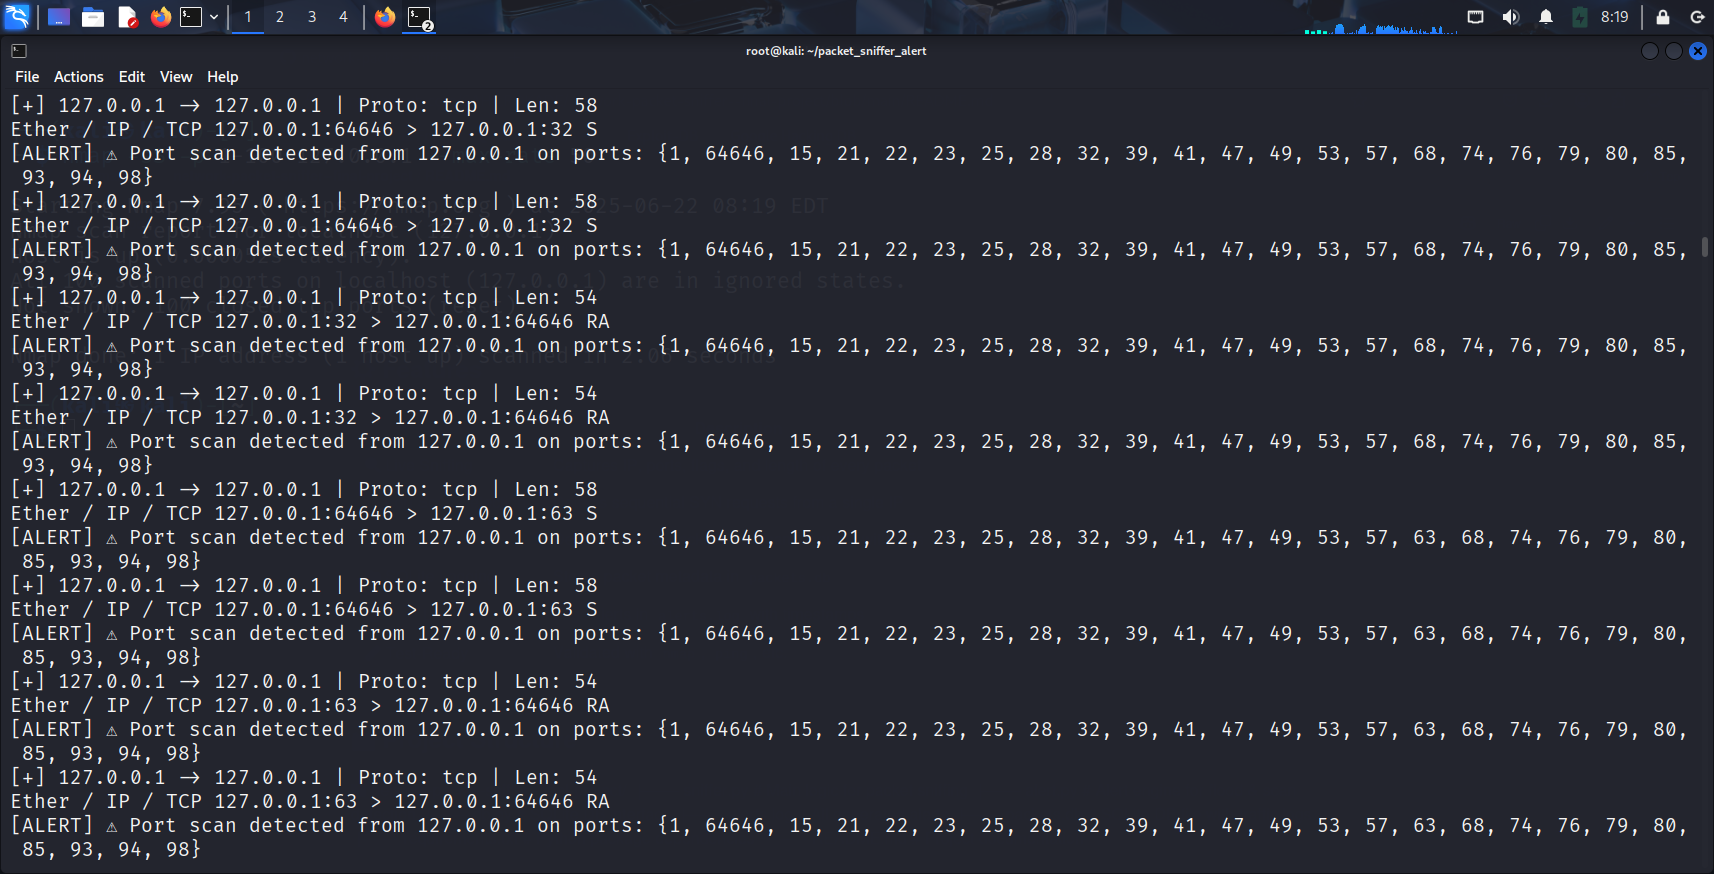 1 2 3 4 2 8:19
root@kali: ~/packet_sniffer_alert
File Actions Edit View Help
[+] 127.0.0.1 → 127.0.0.1 | Proto: tcp | Len: 58
Ether / IP / TCP 127.0.0.1:64646 > 127.0.0.1:32 S
[ALERT] ⚠ Port scan detected from 127.0.0.1 on ports: {1, 64646, 15, 21, 22, 23, 25, 28, 32, 39, 41, 47, 49, 53, 57, 68, 74, 76, 79, 80, 85,
93, 94, 98}
[+] 127.0.0.1 → 127.0.0.1 | Proto: tcp | Len: 58
Ether / IP / TCP 127.0.0.1:64646 > 127.0.0.1:32 S
[ALERT] ⚠ Port scan detected from 127.0.0.1 on ports: {1, 64646, 15, 21, 22, 23, 25, 28, 32, 39, 41, 47, 49, 53, 57, 68, 74, 76, 79, 80, 85,
93, 94, 98}
[+] 127.0.0.1 → 127.0.0.1 | Proto: tcp | Len: 54
Ether / IP / TCP 127.0.0.1:32 > 127.0.0.1:64646 RA
[ALERT] ⚠ Port scan detected from 127.0.0.1 on ports: {1, 64646, 15, 21, 22, 23, 25, 28, 32, 39, 41, 47, 49, 53, 57, 68, 74, 76, 79, 80, 85,
93, 94, 98}
[+] 127.0.0.1 → 127.0.0.1 | Proto: tcp | Len: 54
Ether / IP / TCP 127.0.0.1:32 > 127.0.0.1:64646 RA
[ALERT] ⚠ Port scan detected from 127.0.0.1 on ports: {1, 64646, 15, 21, 22, 23, 25, 28, 32, 39, 41, 47, 49, 53, 57, 68, 74, 76, 79, 80, 85,
93, 94, 98}
[+] 127.0.0.1 → 127.0.0.1 | Proto: tcp | Len: 58
Ether / IP / TCP 127.0.0.1:64646 > 127.0.0.1:63 S
[ALERT] ⚠ Port scan detected from 127.0.0.1 on ports: {1, 64646, 15, 21, 22, 23, 25, 28, 32, 39, 41, 47, 49, 53, 57, 63, 68, 74, 76, 79, 80,
85, 93, 94, 98}
[+] 127.0.0.1 → 127.0.0.1 | Proto: tcp | Len: 58
Ether / IP / TCP 127.0.0.1:64646 > 127.0.0.1:63 S
[ALERT] ⚠ Port scan detected from 127.0.0.1 on ports: {1, 64646, 15, 21, 22, 23, 25, 28, 32, 39, 41, 47, 49, 53, 57, 63, 68, 74, 76, 79, 80,
85, 93, 94, 98}
[+] 127.0.0.1 → 127.0.0.1 | Proto: tcp | Len: 54
Ether / IP / TCP 127.0.0.1:63 > 127.0.0.1:64646 RA
[ALERT] ⚠ Port scan detected from 127.0.0.1 on ports: {1, 64646, 15, 21, 22, 23, 25, 28, 32, 39, 41, 47, 49, 53, 57, 63, 68, 74, 76, 79, 80,
85, 93, 94, 98}
[+] 127.0.0.1 → 127.0.0.1 | Proto: tcp | Len: 54
Ether / IP / TCP 127.0.0.1:63 > 127.0.0.1:64646 RA
[ALERT] ⚠ Port scan detected from 127.0.0.1 on ports: {1, 64646, 15, 21, 22, 23, 25, 28, 32, 39, 41, 47, 49, 53, 57, 63, 68, 74, 76, 79, 80,
85, 93, 94, 98}